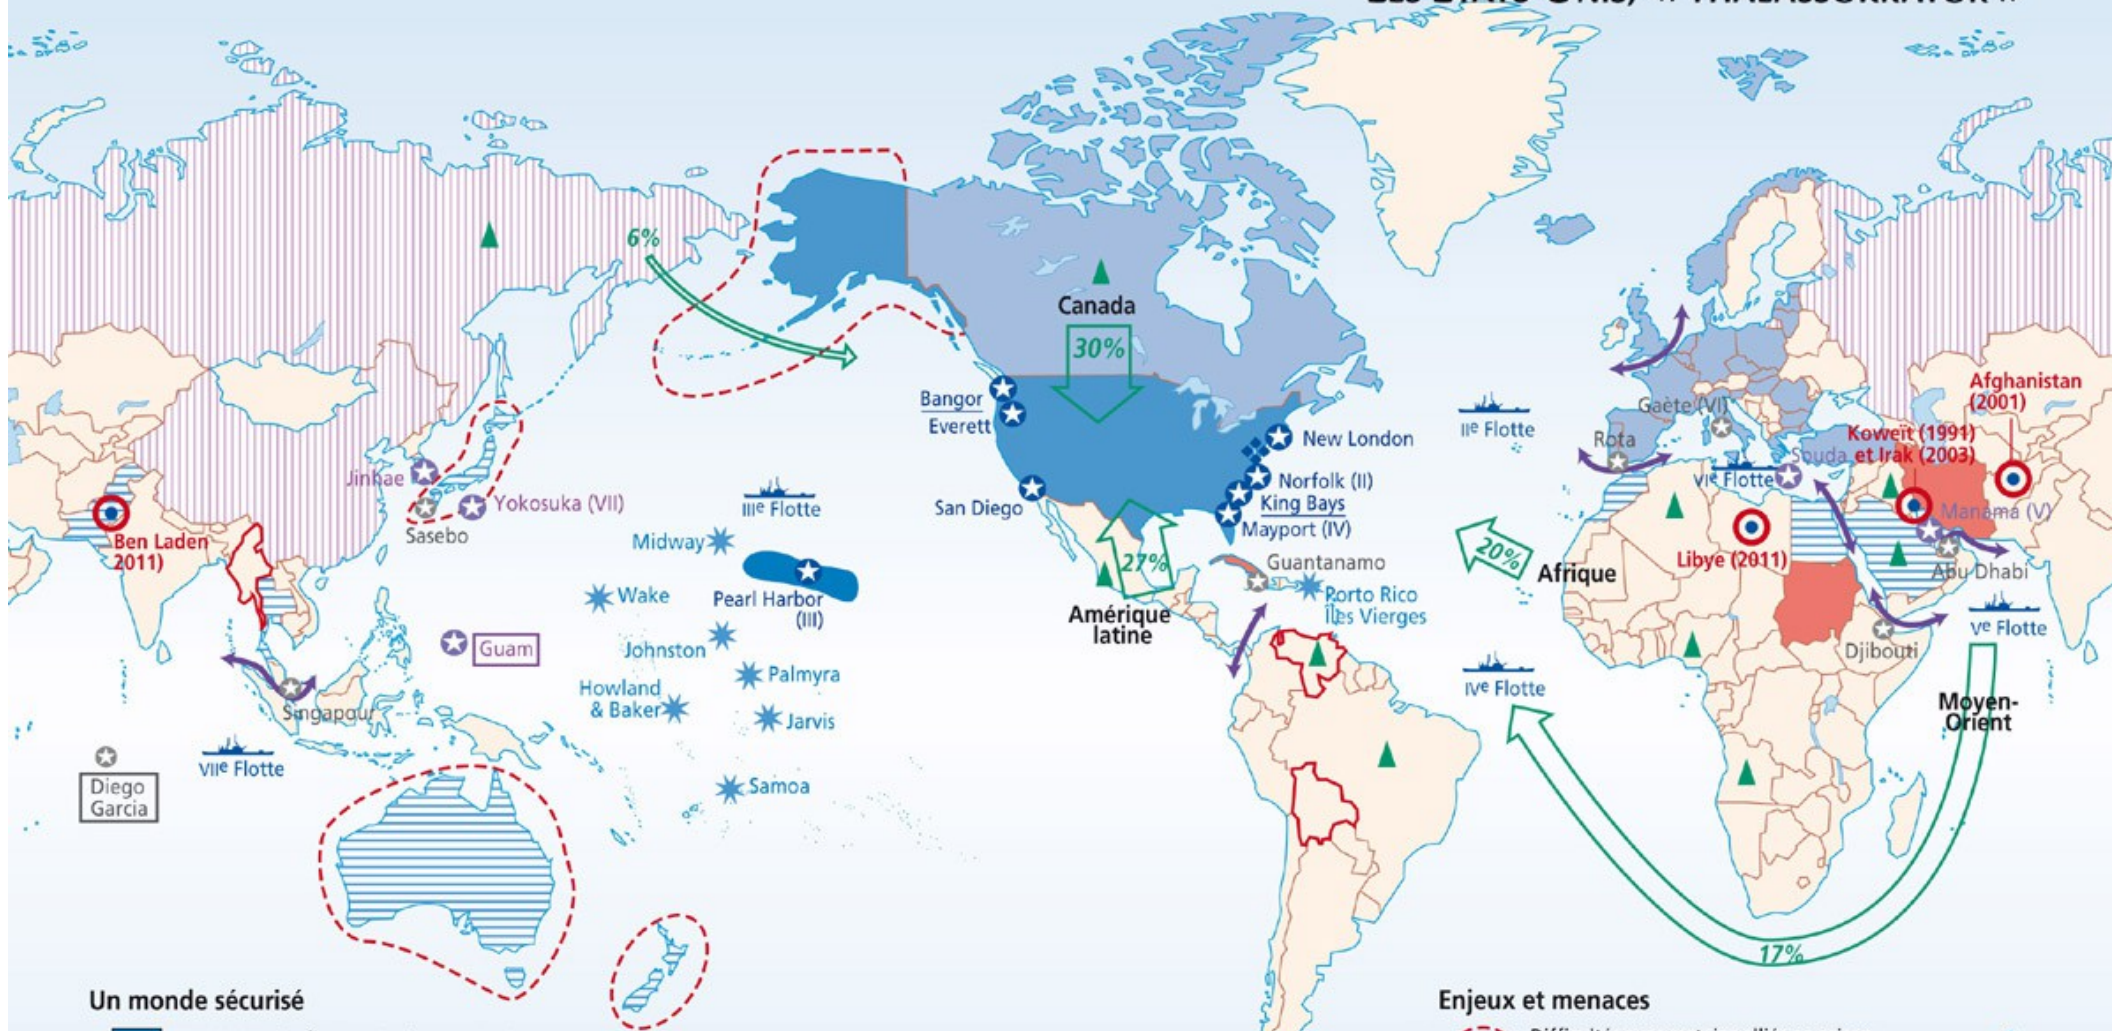 LES ÉTATS-UNIS, « THALASSOKRATOR »
6%
Canada
30%
Bangor
Everett
San Diego
New London
Norfolk (II)
King Bays
Mayport (IV)
IIe Flotte
Gaète (VI)
Rota
Afghanistan
(2001)
Koweït (1991)
et Irak (2003)
Souda
VIe Flotte
Manama (V)
Libye (2011)
Abu Dhabi
Jinhae
Yokosuka (VII)
Sasebo
Ben Laden
2011)
IIIe Flotte
Midway
Wake
Pearl Harbor
(III)
Johnston
Guam
Palmyra
Howland
& Baker
Jarvis
Samoa
Singapour
VIIe Flotte
Diego
Garcia
27%
Amérique
latine
Guantanamo
Porto Rico
Îles Vierges
20%
Afrique
Djibouti
Ve Flotte
IVe Flotte
Moyen-
Orient
17%
Un monde sécurisé
Enjeux et menaces